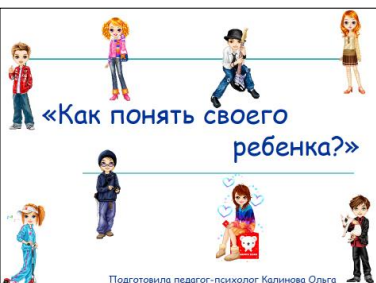 «Как понять своего
ребенка?»
Подготовила педагог-психолог Калинова Ольга